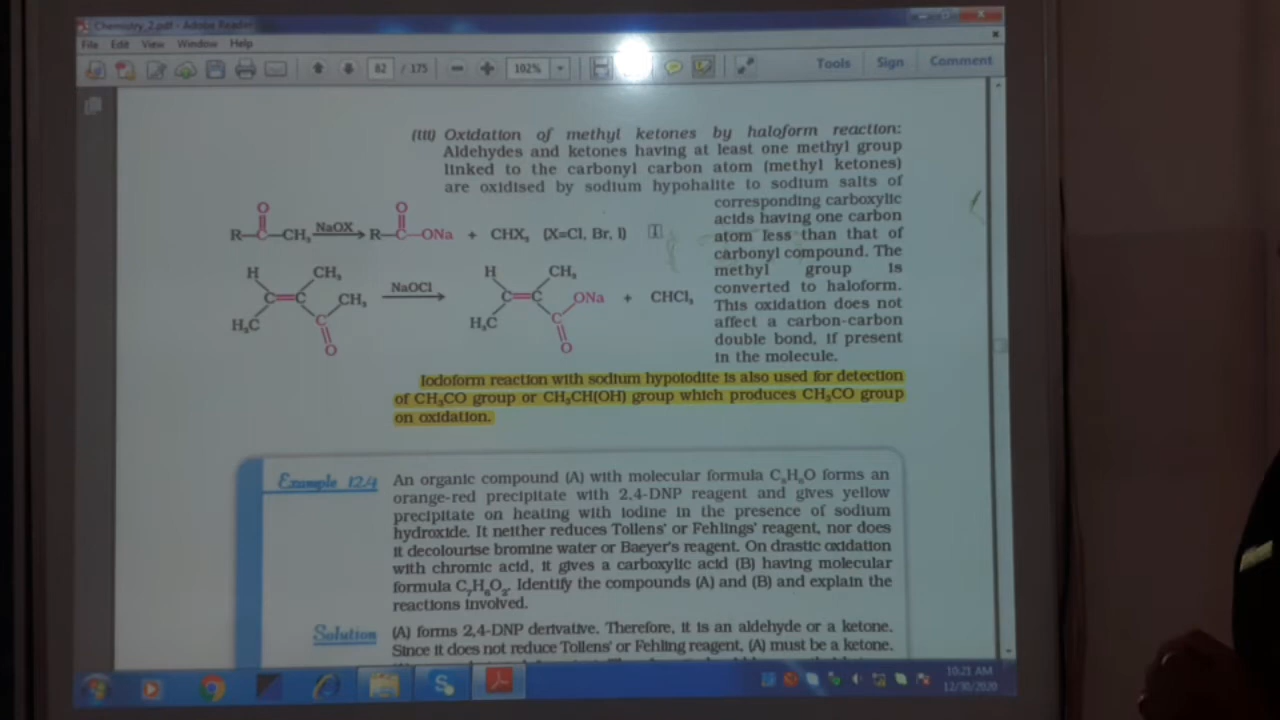 Chemistry_2.pdf - Adobe Reader
File Edit View Window Help
82 / 175 102% Tools Sign Comment
(iii) Oxidation of methyl ketones by haloform reaction:
Aldehydes and ketones having at least one methyl group
linked to the carbonyl carbon atom (methyl ketones)
are oxidised by sodium hypohalite to sodium salts of
corresponding carboxylic
acids having one carbon
atom less than that of
carbonyl compound. The
methyl group is
converted to haloform.
This oxidation does not
affect a carbon-carbon
double bond, if present
in the molecule.
O O
R—C—CH₃ NaOX R—C—ONa + CHX₃ (X=Cl, Br, I)
H CH₃ H CH₃
C=C CH₃ NaOCl C=C ONa + CHCl₃
H₃C C H₃C C
O O
Iodoform reaction with sodium hypoiodite is also used for detection
of CH₃CO group or CH₃CH(OH) group which produces CH₃CO group
on oxidation.
Example 12.4
An organic compound (A) with molecular formula C₈H₈O forms an
orange-red precipitate with 2,4-DNP reagent and gives yellow
precipitate on heating with iodine in the presence of sodium
hydroxide. It neither reduces Tollens' or Fehlings' reagent, nor does
it decolourise bromine water or Baeyer's reagent. On drastic oxidation
with chromic acid, it gives a carboxylic acid (B) having molecular
formula C₇H₆O₂. Identify the compounds (A) and (B) and explain the
reactions involved.
Solution
(A) forms 2,4-DNP derivative. Therefore, it is an aldehyde or a ketone.
Since it does not reduce Tollens' or Fehling reagent, (A) must be a ketone.
10:21 AM
12/30/2020